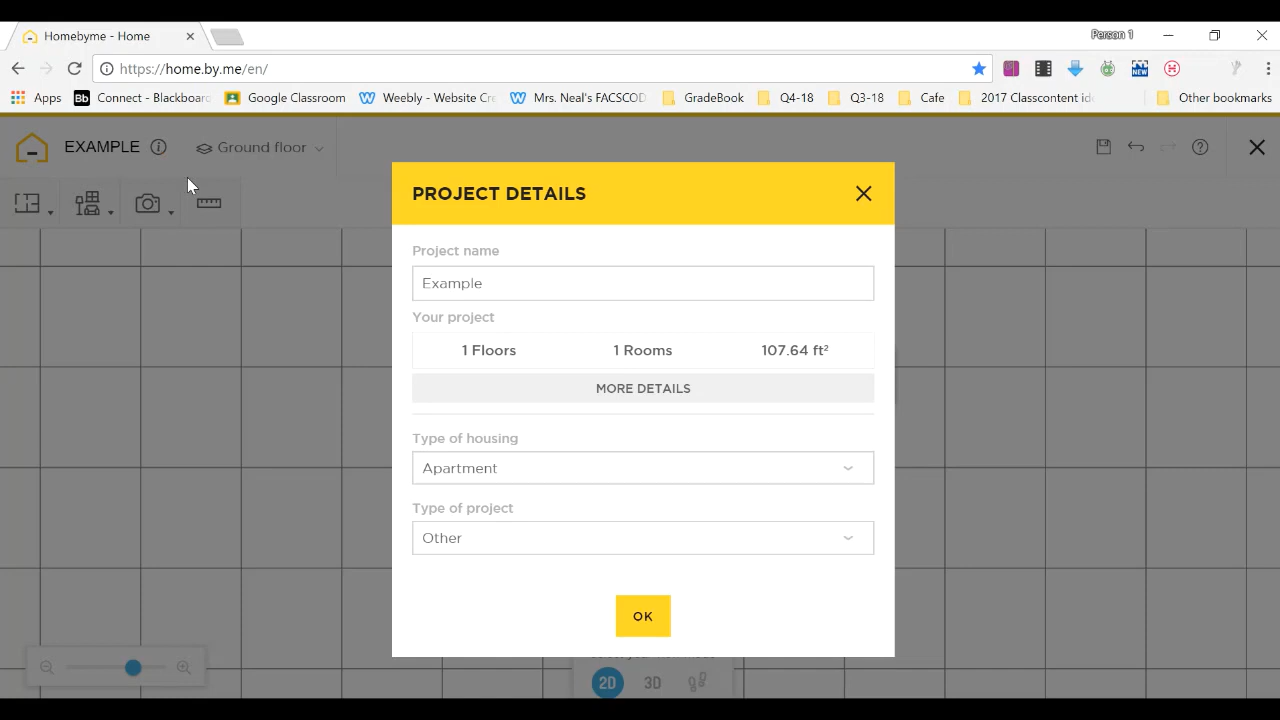 Homebyme - Home
Person 1
https://home.by.me/en/
Apps
Bb Connect - Blackboard
Google Classroom
Weebly - Website Cre
Mrs. Neal's FACSCOD
GradeBook
Q4-18
Q3-18
Cafe
2017 Classcontent ide
Other bookmarks
EXAMPLE
Ground floor
PROJECT DETAILS
Project name
Example
Your project
1 Floors 1 Rooms 107.64 ft²
MORE DETAILS
Type of housing
Apartment
Type of project
Other
OK
2D 3D